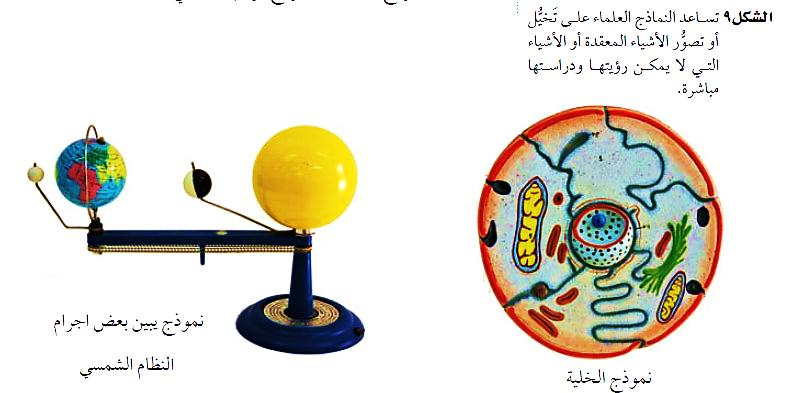 الشكل٩ تساعد النماذج العلماء على تَخيُّل
أو تصوُّر الأشياء المعقدة أو الأشياء
التي لا يمكن رؤيتها ودراستها
مباشرة.
نموذج يبين بعض اجرام
النظام الشمسي
نموذج الخلية